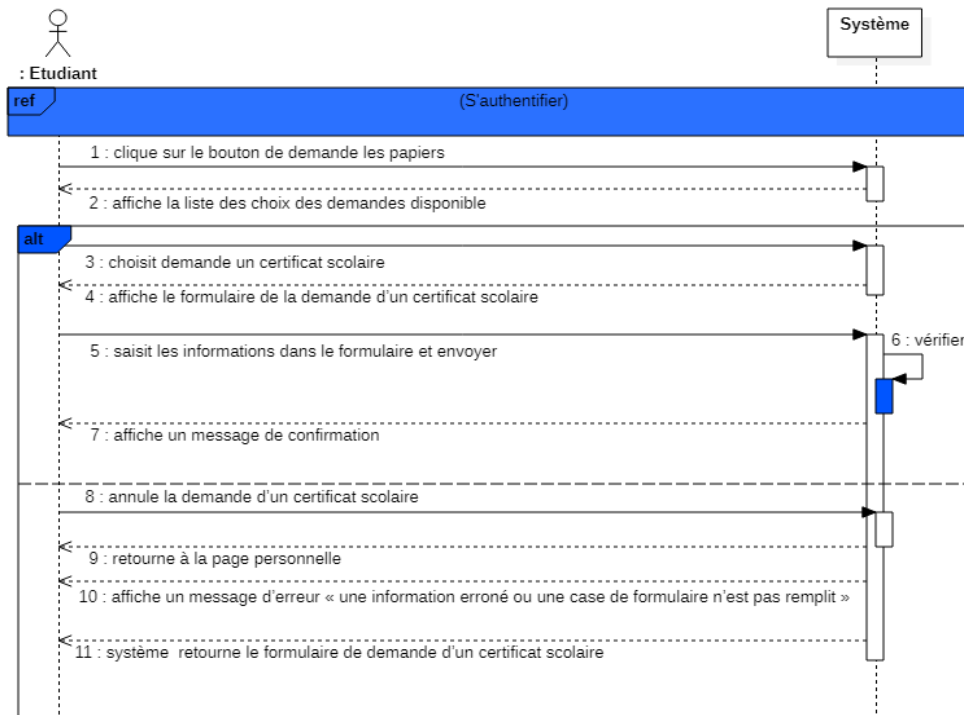 Système
: Etudiant
ref
(S'authentifier)
1 : clique sur le bouton de demande les papiers
2 : affiche la liste des choix des demandes disponible
alt
3 : choisit demande un certificat scolaire
4 : affiche le formulaire de la demande d'un certificat scolaire
5 : saisit les informations dans le formulaire et envoyer
6 : vérifier
7 : affiche un message de confirmation
8 : annule la demande d'un certificat scolaire
9 : retourne à la page personnelle
10 : affiche un message d'erreur « une information erroné ou une case de formulaire n'est pas remplit »
11 : système retourne le formulaire de demande d'un certificat scolaire